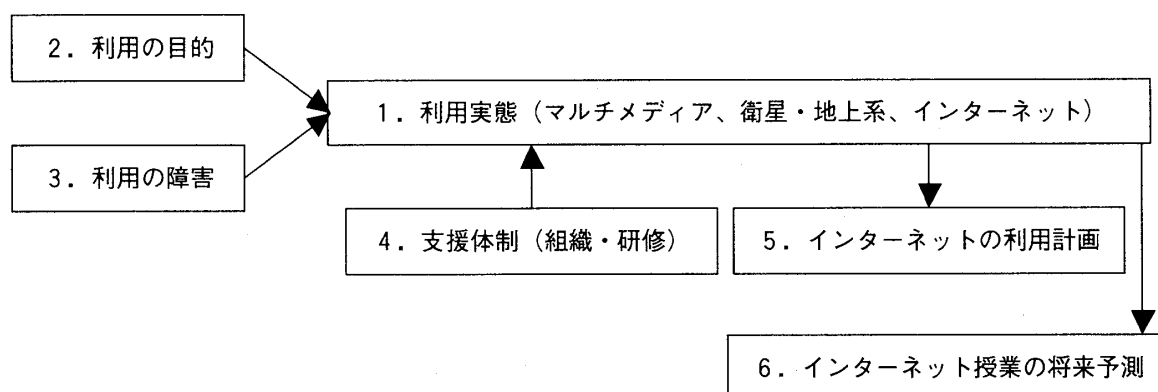 2．利用の目的
1．利用実態（マルチメディア、衛星・地上系、インターネット）
3．利用の障害
4．支援体制（組織・研修）
5．インターネットの利用計画
6．インターネット授業の将来予測